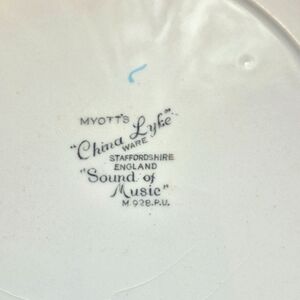 MYOTT'S
"China Lyke"
WARE
STAFFORDSHIRE
ENGLAND
"Sound of
Music"
M.928.P.U.